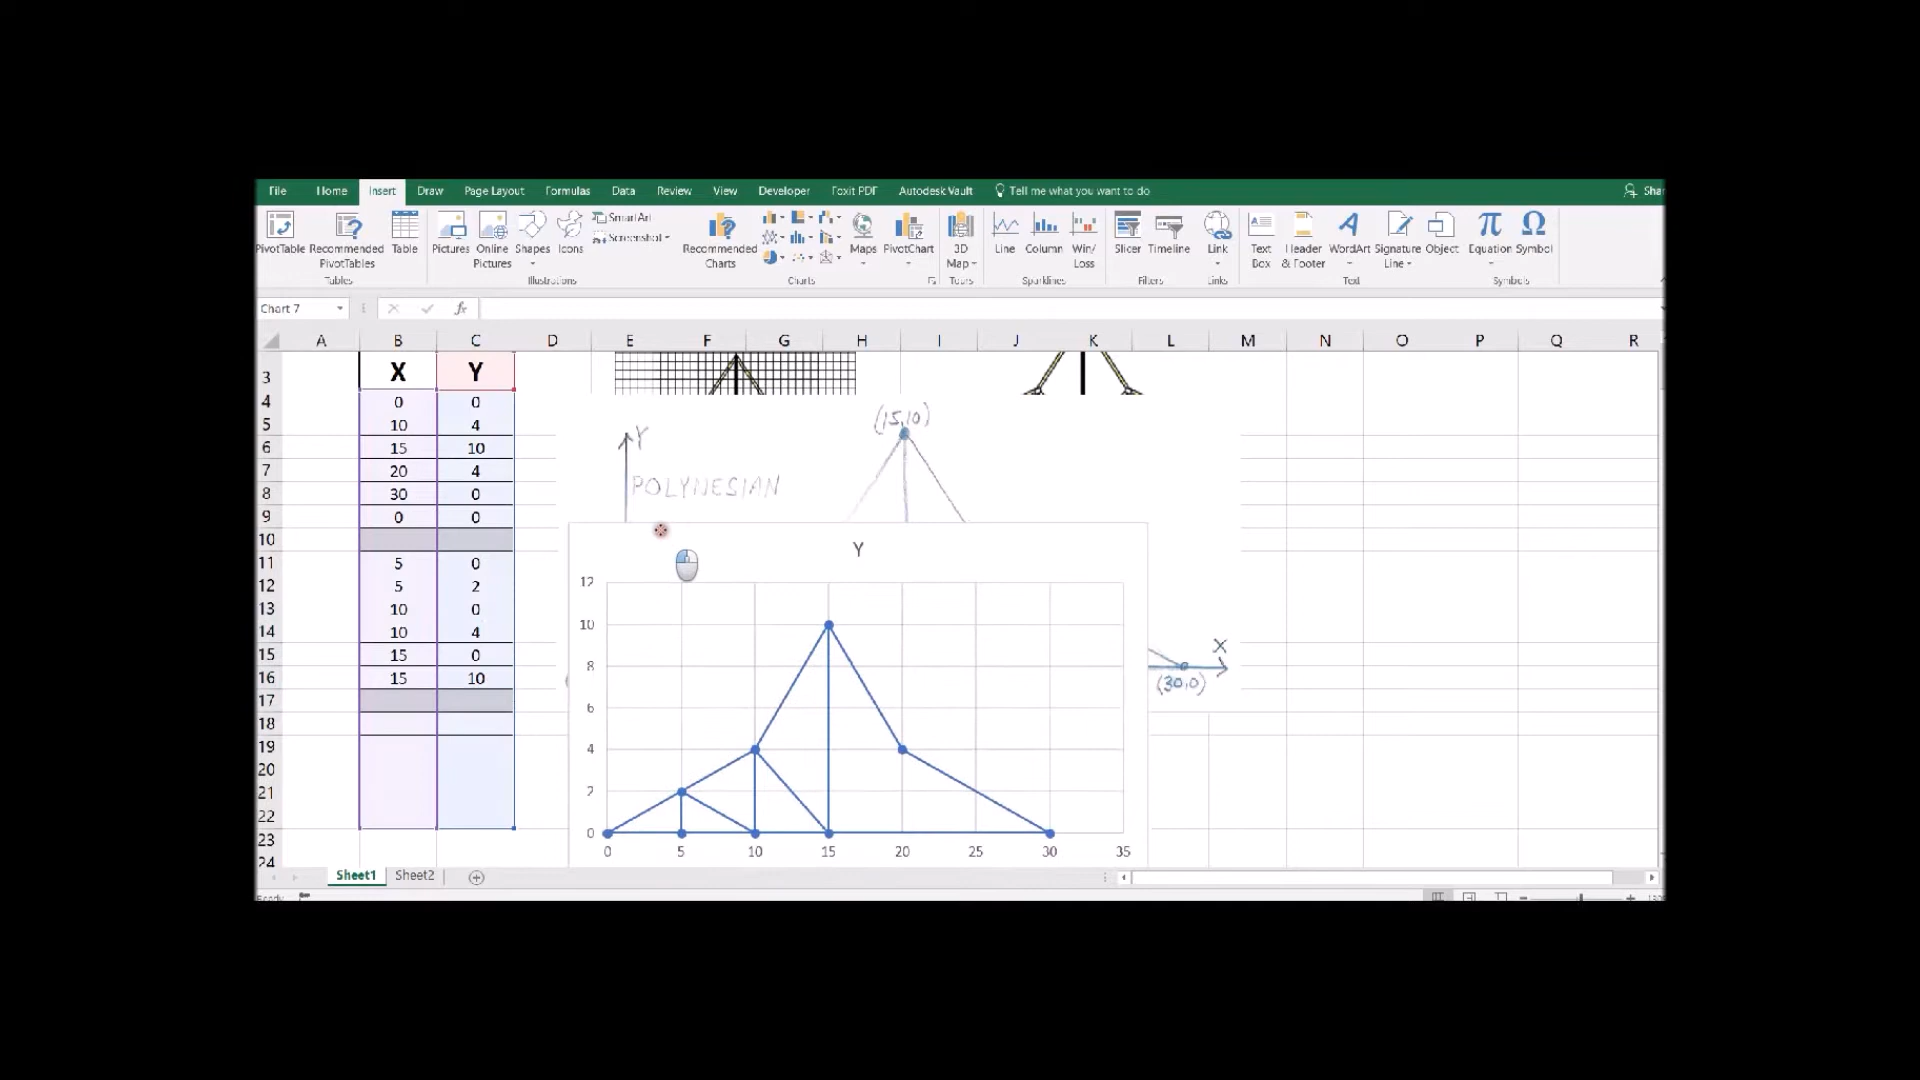 File Home Insert Draw Page Layout Formulas Data Review View Developer Foxit PDF Autodesk Vault Tell me what you want to do Shar
PivotTable Recommended PivotTables Table Pictures Online Pictures Shapes Icons SmartArt Screenshot Recommended Charts Maps PivotChart 3D Map Line Column Win/Loss Slicer Timeline Link Text Box Header & Footer WordArt Signature Line Object Equation Symbol
Tables Illustrations Charts Tours Sparklines Filters Links Text Symbols
Chart 7 fx
A B C D E F G H I J K L M N O P Q R
3 X Y
4 0 0
5 10 4
6 15 10
7 20 4
8 30 0
9 0 0
10
11 5 0
12 5 2
13 10 0
14 10 4
15 15 0
16 15 10
17
18
19
20
21
22
23
24
(15,10)
Y
POLYNESIAN
X
(30,0)
Y
12
10
8
6
4
2
0
0 5 10 15 20 25 30 35
Sheet1 Sheet2
Ready